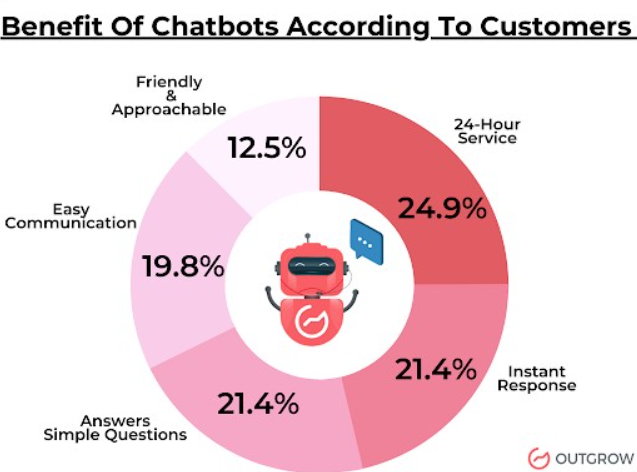 Benefit Of Chatbots According To Customers
Friendly
&
Approachable
12.5%
24-Hour
Service
24.9%
Easy
Communication
19.8%
21.4%
Instant
Response
21.4%
Answers
Simple Questions
OUTGROW